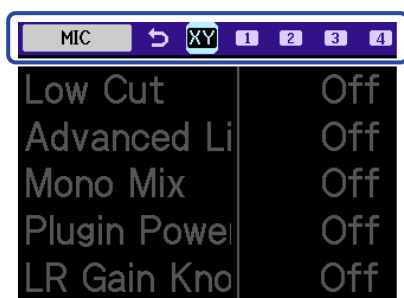 MIC XY 1 2 3 4
Low Cut Off
Advanced Li Off
Mono Mix Off
Plugin Power Off
LR Gain Kno Off